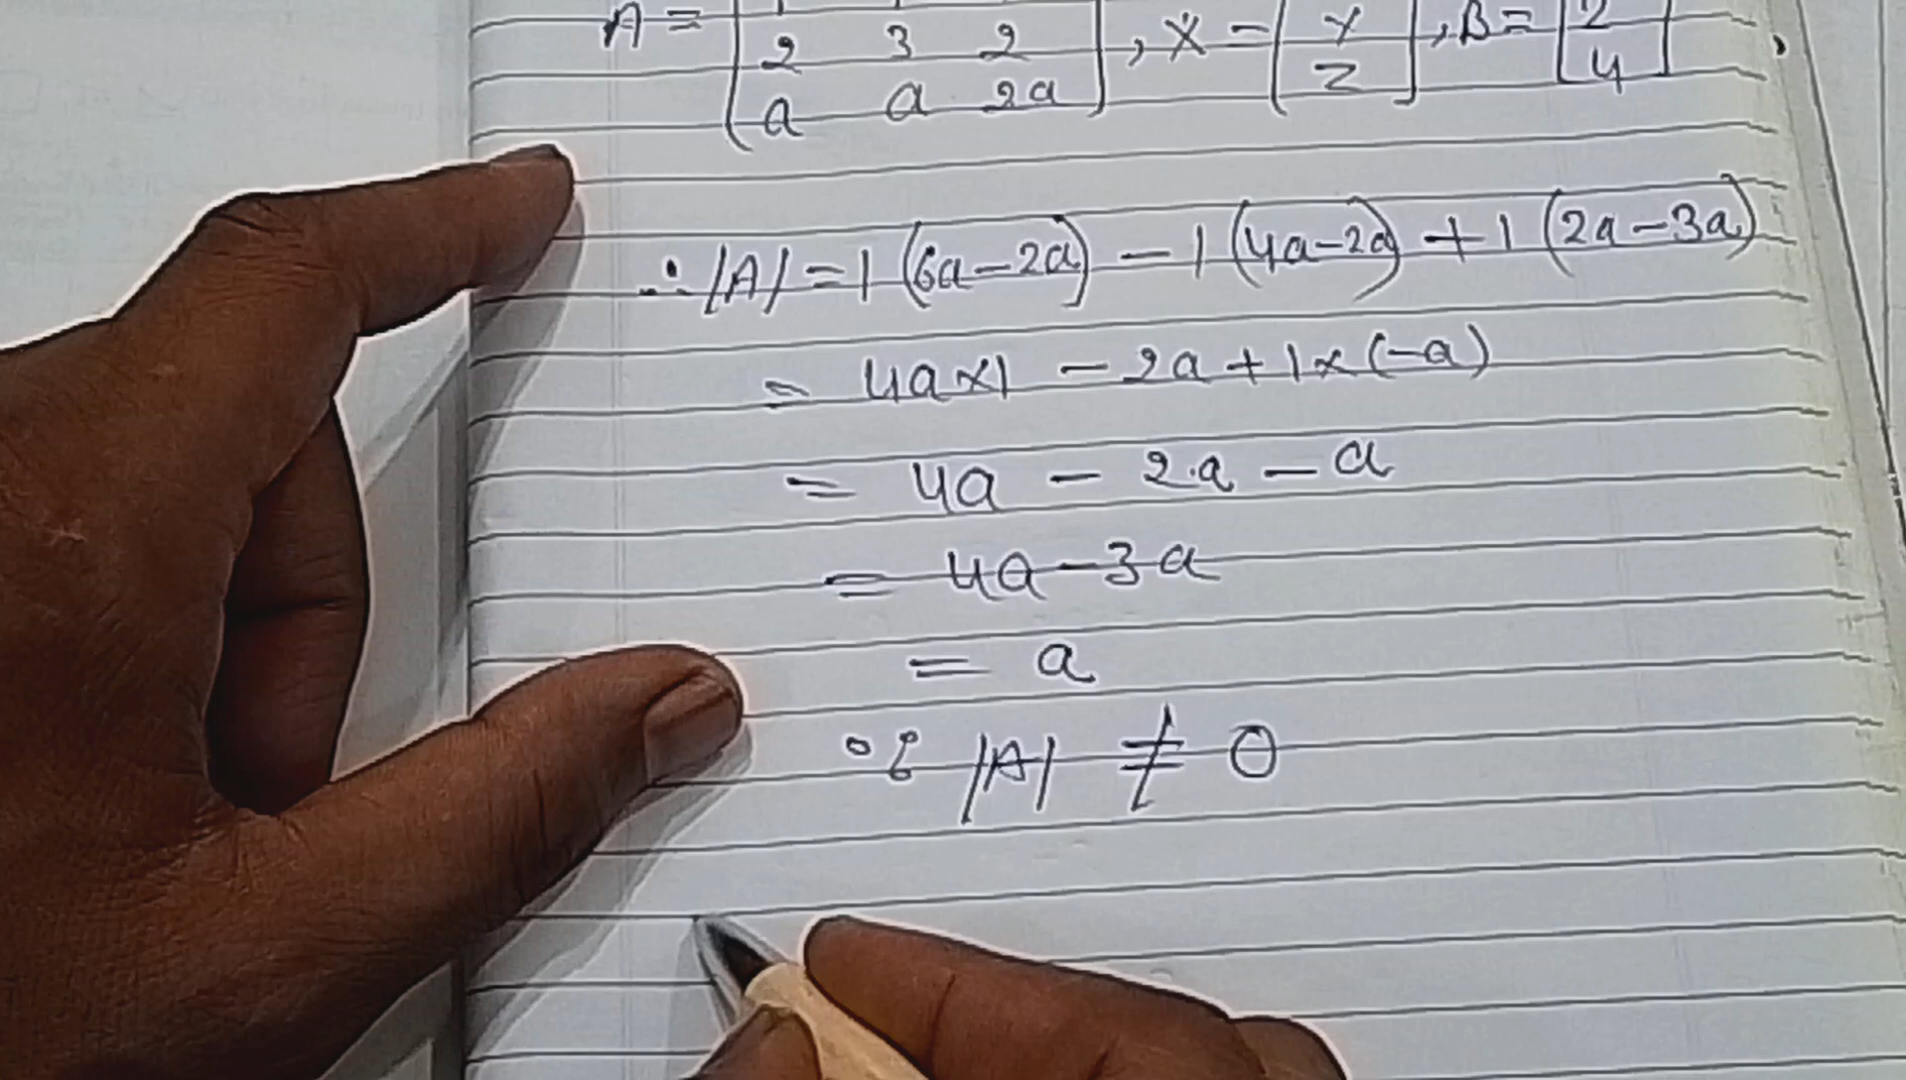 A = [2 3 2 , X = [Y , B = [2
a a 2a] Z] 4] ,
∴ |A| = 1 (6a-2a) - 1 (4a-2a) + 1 (2a-3a)
= 4a×1 - 2a + 1×(-a)
= 4a - 2.a - a
= 4a - 3a
= a
∴ |A| ≠ 0